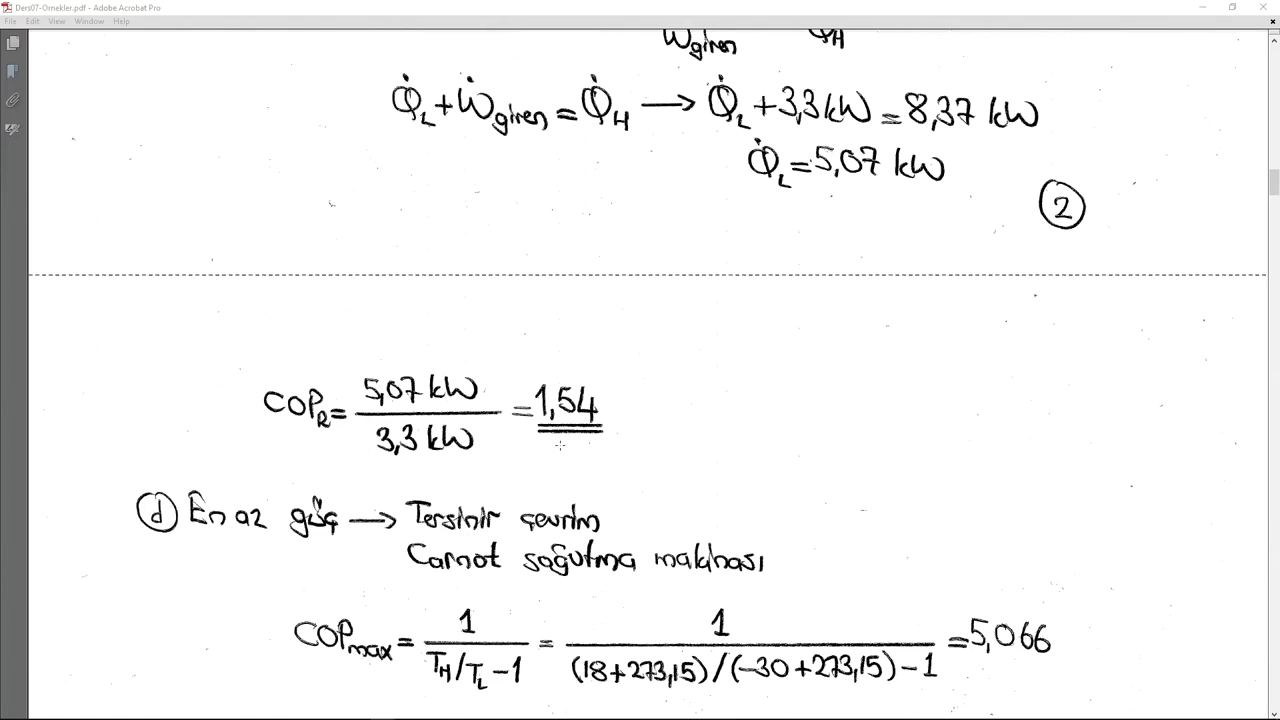 Ders07-Ornekler.pdf - Adobe Acrobat Pro
File Edit View Window Help
Ẇgiren Q̇H
Q̇L + Ẇgiren = Q̇H → Q̇L + 3,3 kW = 8,37 kW
Q̇L = 5,07 kW
2
COPR = 5,07 kW / 3,3 kW = 1,54
d) En az güç → Tersinir çevrim
Carnot soğutma makinası
COPmax = 1 / (TH/TL - 1) = 1 / ((18+273,15)/(-30+273,15) - 1) = 5,066